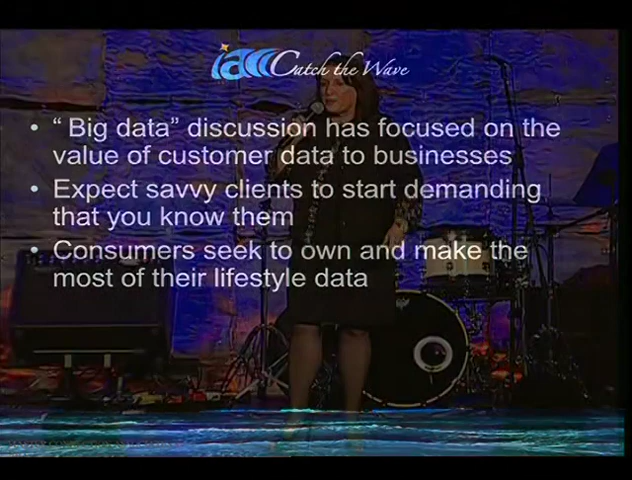 iacc Catch the Wave
• “ Big data” discussion has focused on the
value of customer data to businesses
• Expect savvy clients to start demanding
that you know them
• Consumers seek to own and make the
most of their lifestyle data